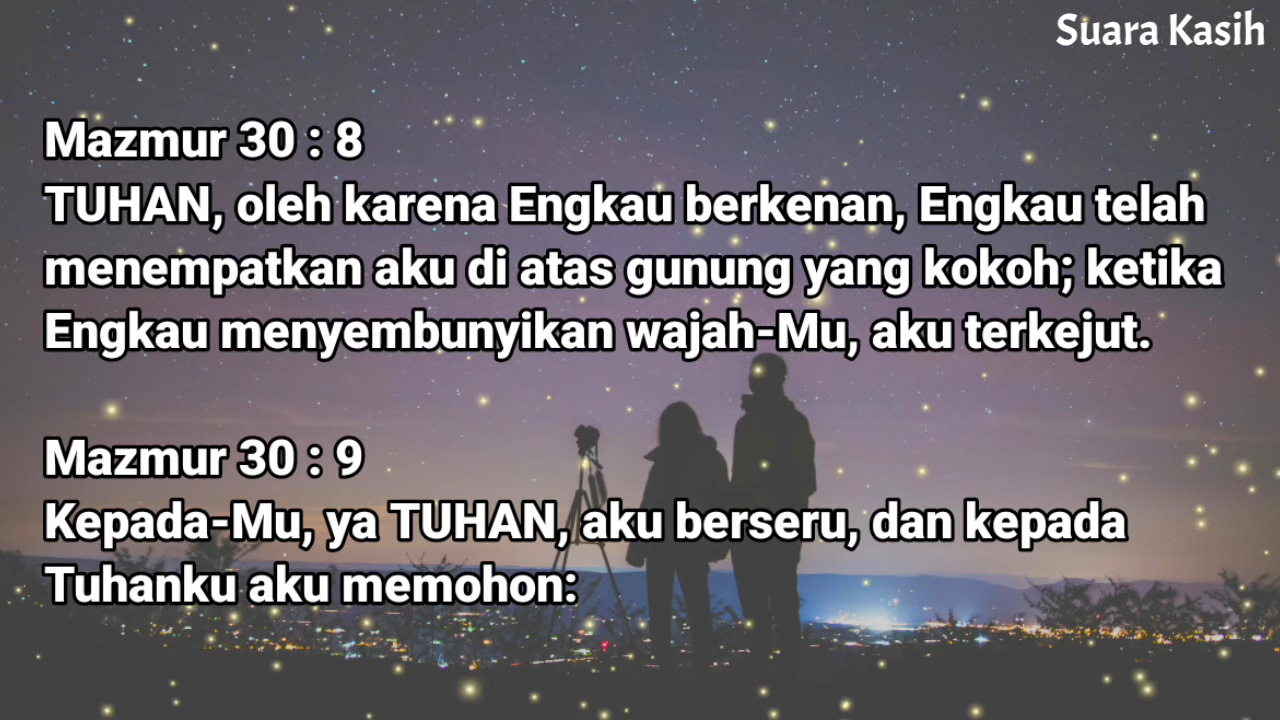 Suara Kasih
Mazmur 30 : 8
TUHAN, oleh karena Engkau berkenan, Engkau telah
menempatkan aku di atas gunung yang kokoh; ketika
Engkau menyembunyikan wajah-Mu, aku terkejut.
Mazmur 30 : 9
Kepada-Mu, ya TUHAN, aku berseru, dan kepada
Tuhanku aku memohon: